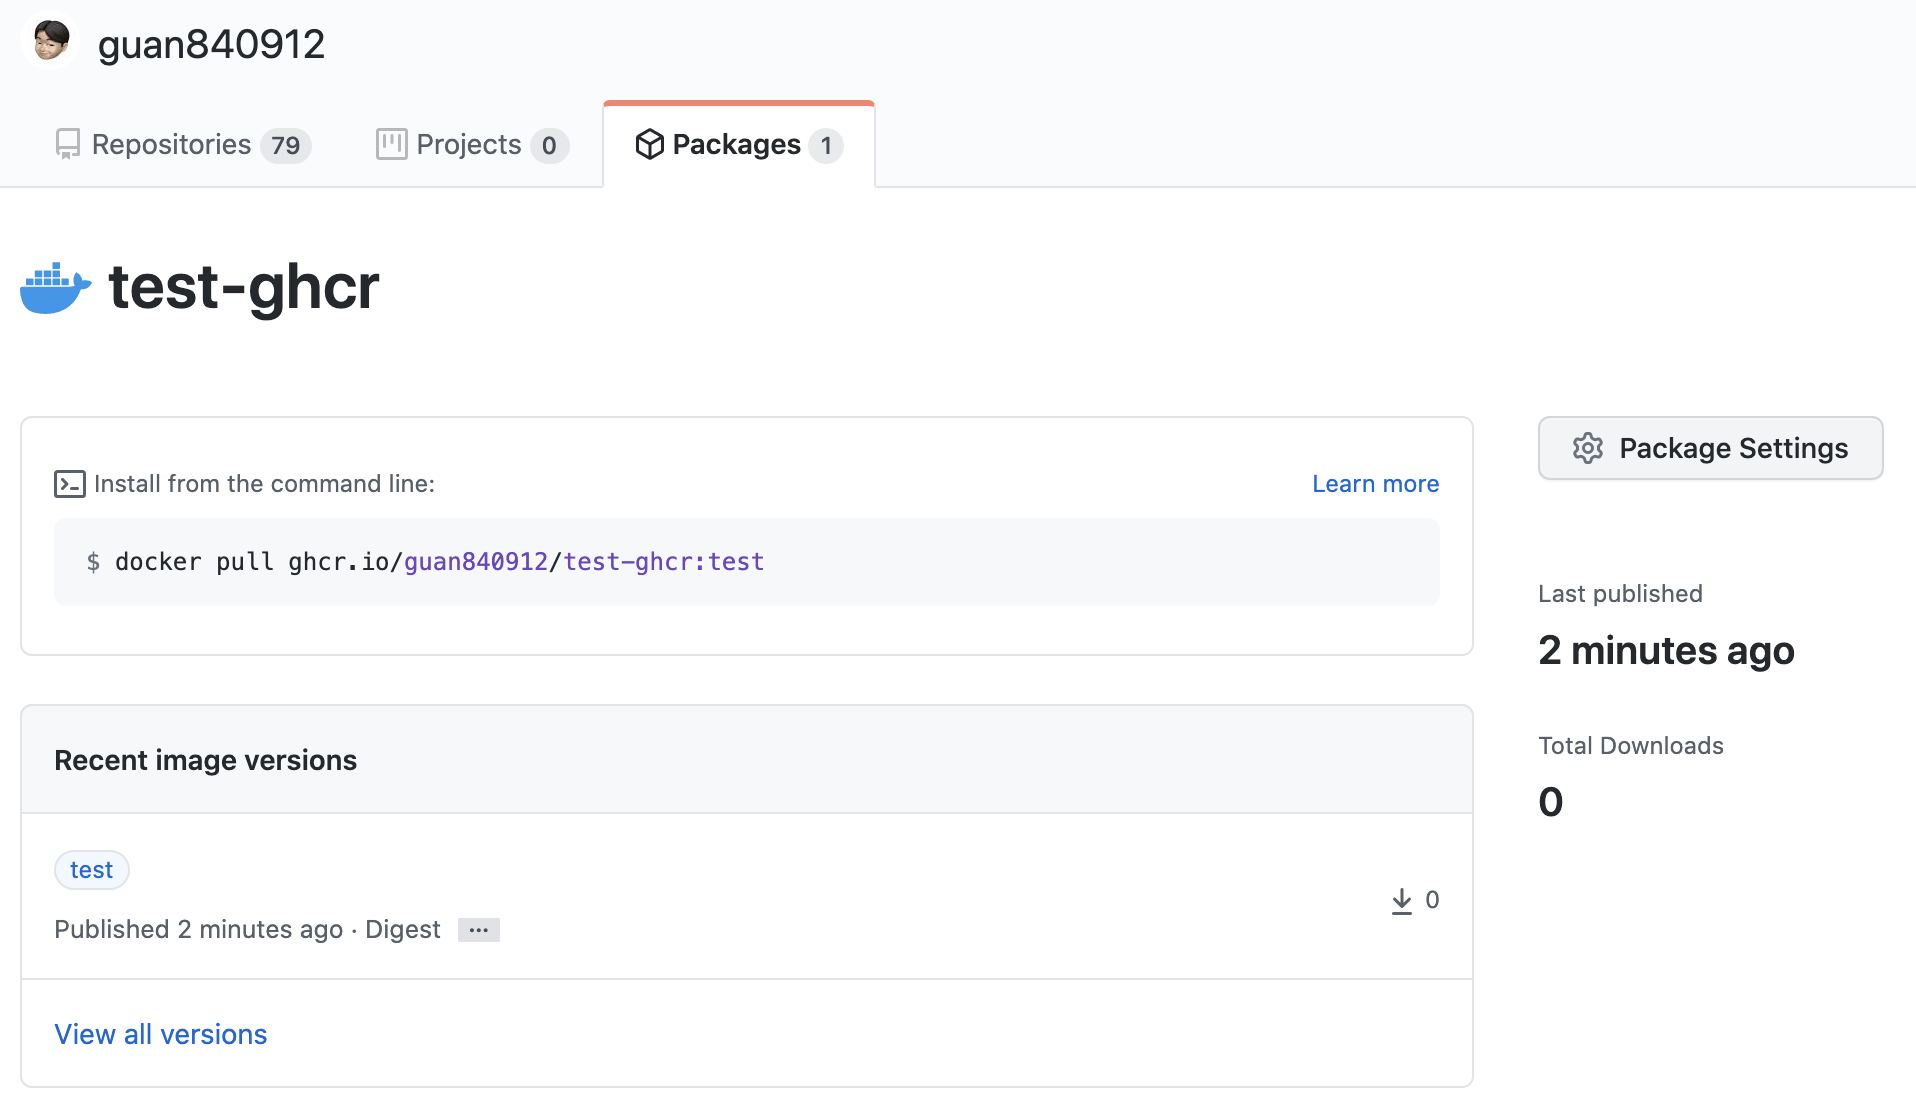 guan840912
Repositories 79 Projects 0 Packages 1
test-ghcr
Install from the command line:
Learn more
$ docker pull ghcr.io/guan840912/test-ghcr:test
Recent image versions
test
Published 2 minutes ago · Digest ...
0
View all versions
Package Settings
Last published
2 minutes ago
Total Downloads
0